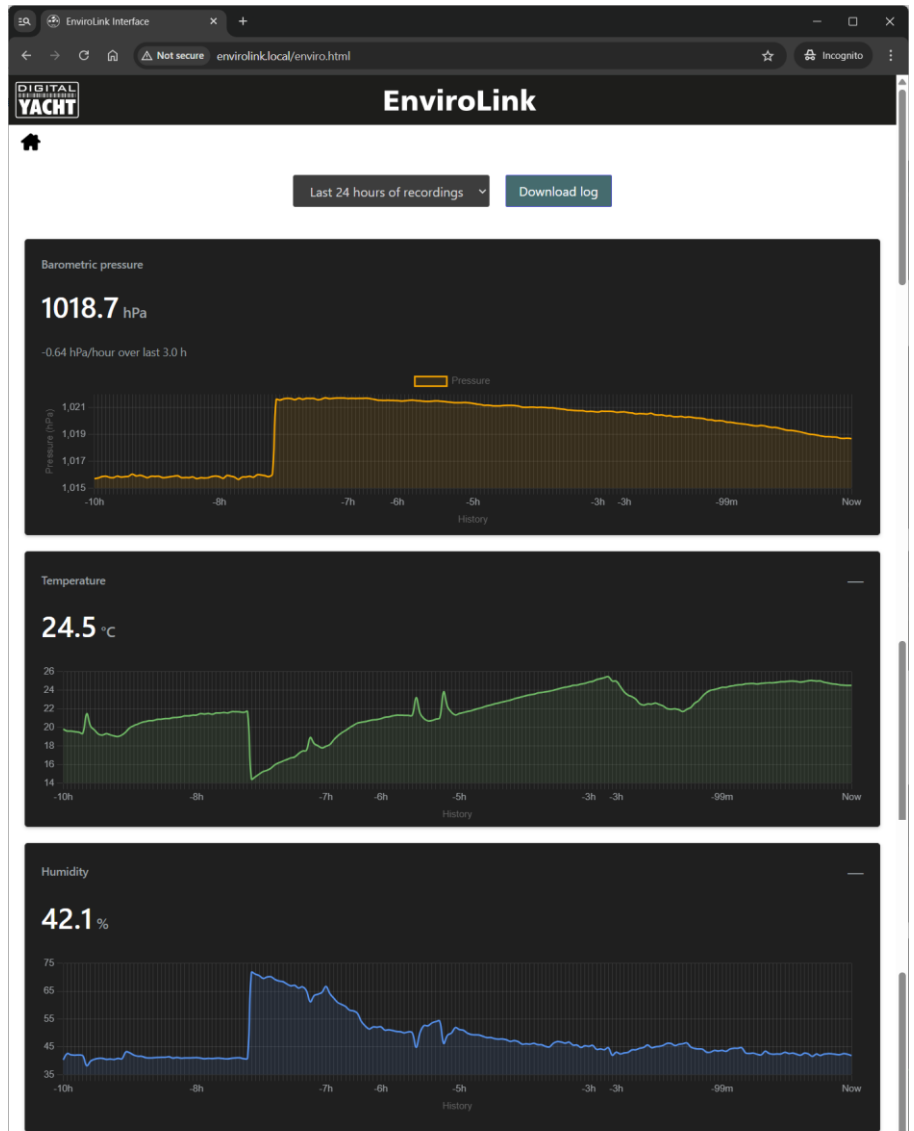 EnviroLink Interface
Not secure envirolink.local/enviro.html Incognito
DIGITAL
YACHT
EnviroLink
Last 24 hours of recordings Download log
Barometric pressure
1018.7 hPa
-0.64 hPa/hour over last 3.0 h
Pressure
Pressure (hPa)
1,021
1,019
1,017
1,015
-10h -8h -7h -6h -5h -3h -3h -99m Now
History
Temperature
24.5 °C
26
24
22
20
18
16
14
-10h -8h -7h -6h -5h -3h -3h -99m Now
History
Humidity
42.1 %
75
65
55
45
35
-10h -8h -7h -6h -5h -3h -3h -99m Now
History